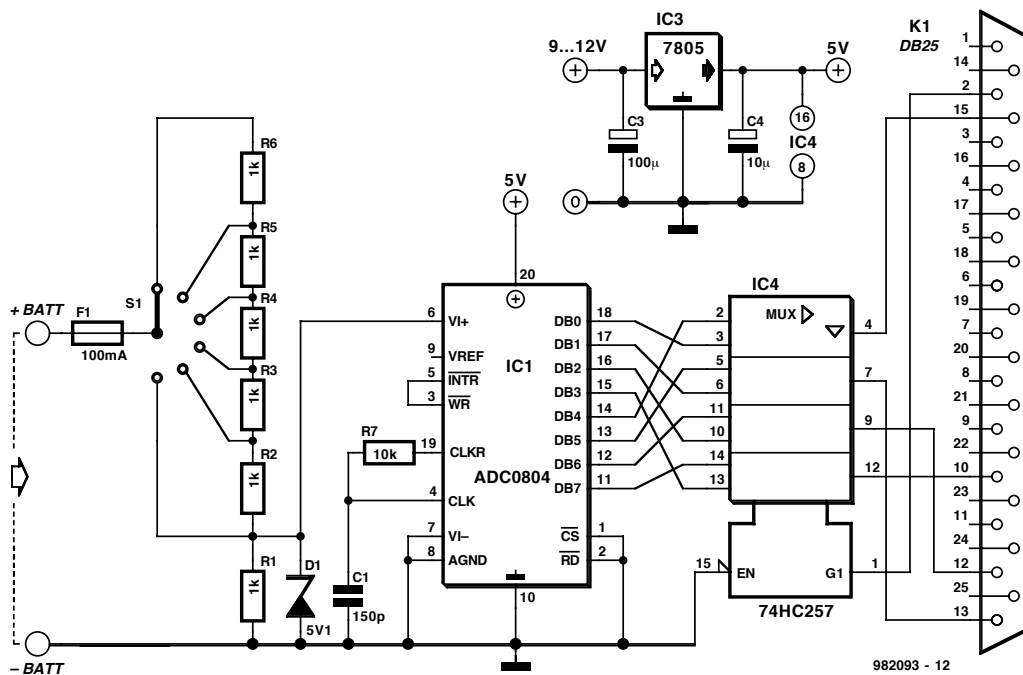 IC3
7805
9...12V
5V
C3
100µ
C4
10µ
16
IC4
8
0
K1
DB25
1
14
2
15
3
16
4
17
5
18
6
19
7
20
8
21
9
22
10
23
11
24
12
25
13
+ BATT
F1
100mA
S1
R6
1k
R5
1k
R4
1k
R3
1k
R2
1k
R1
1k
D1
5V1
– BATT
R7
10k
C1
150p
5V
20
6 VI+
9 VREF
5 INTR
3 WR
19 CLKR
4 CLK
7 VI–
8 AGND
IC1
ADC0804
DB0 18
DB1 17
DB2 16
DB3 15
DB4 14
DB5 13
DB6 12
DB7 11
CS 1
RD 2
10
IC4
MUX
2
3
5
6
11
10
14
13
4
7
9
12
15 EN
G1 1
74HC257
982093 - 12